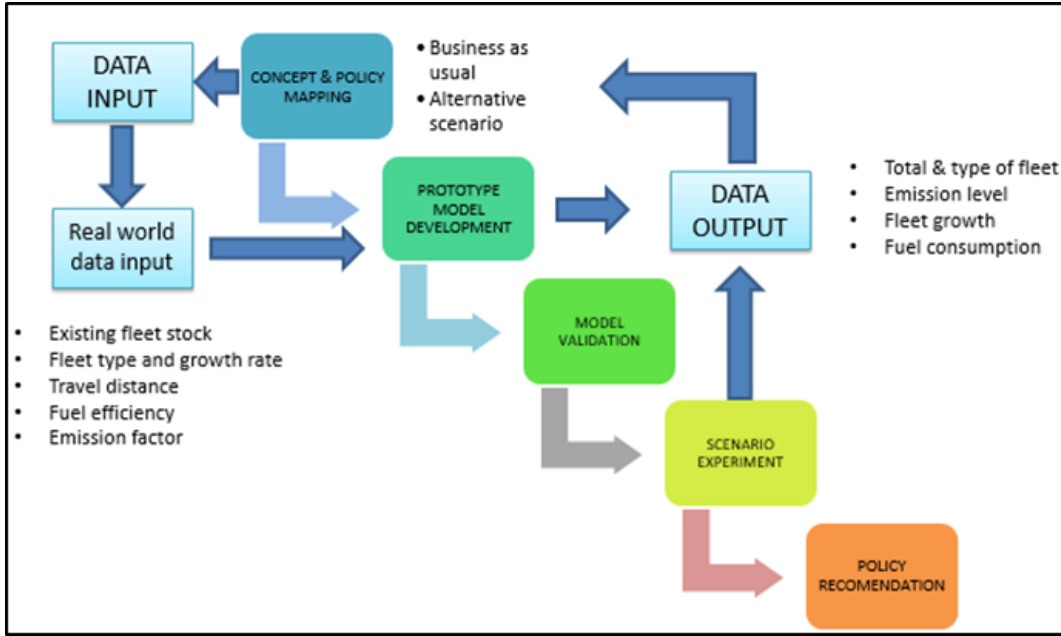 DATA
INPUT
CONCEPT & POLICY
MAPPING
• Business as
usual
• Alternative
scenario
Real world
data input
PROTOTYPE
MODEL
DEVELOPMENT
DATA
OUTPUT
• Total & type of fleet
• Emission level
• Fleet growth
• Fuel consumption
• Existing fleet stock
• Fleet type and growth rate
• Travel distance
• Fuel efficiency
• Emission factor
MODEL
VALIDATION
SCENARIO
EXPERIMENT
POLICY
RECOMENDATION